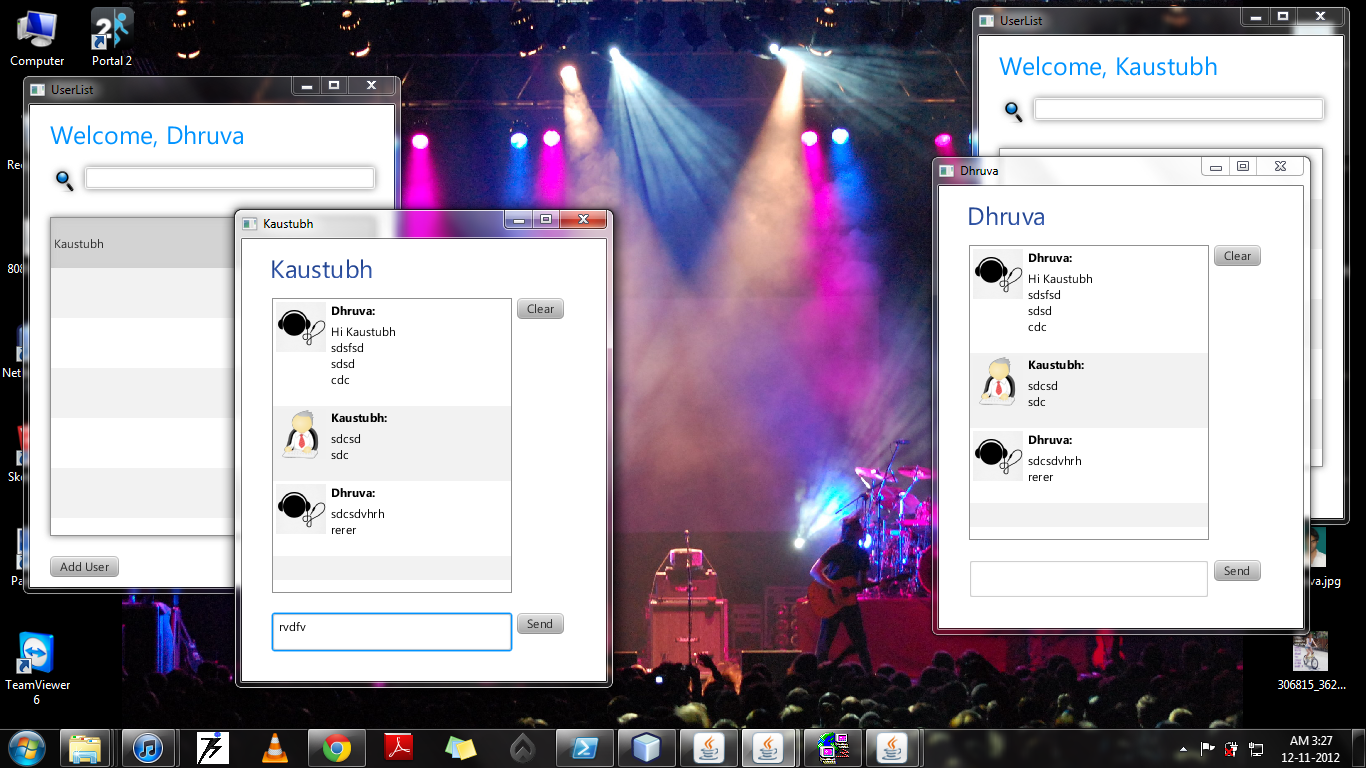 Computer
Portal 2
UserList
Welcome, Dhruva
Kaustubh
Add User
Kaustubh
Kaustubh
Clear
Dhruva:
Hi Kaustubh
sdsfsd
sdsd
cdc
Kaustubh:
sdcsd
sdc
Dhruva:
sdcsdvhrh
rerer
rvdfv
Send
UserList
Welcome, Kaustubh
Dhruva
Dhruva
Clear
Dhruva:
Hi Kaustubh
sdsfsd
sdsd
cdc
Kaustubh:
sdcsd
sdc
Dhruva:
sdcsdvhrh
rerer
Send
Re
808
Net
Sk
Pa
va.jpg
306815_362...
TeamViewer
6
AM 3:27
12-11-2012